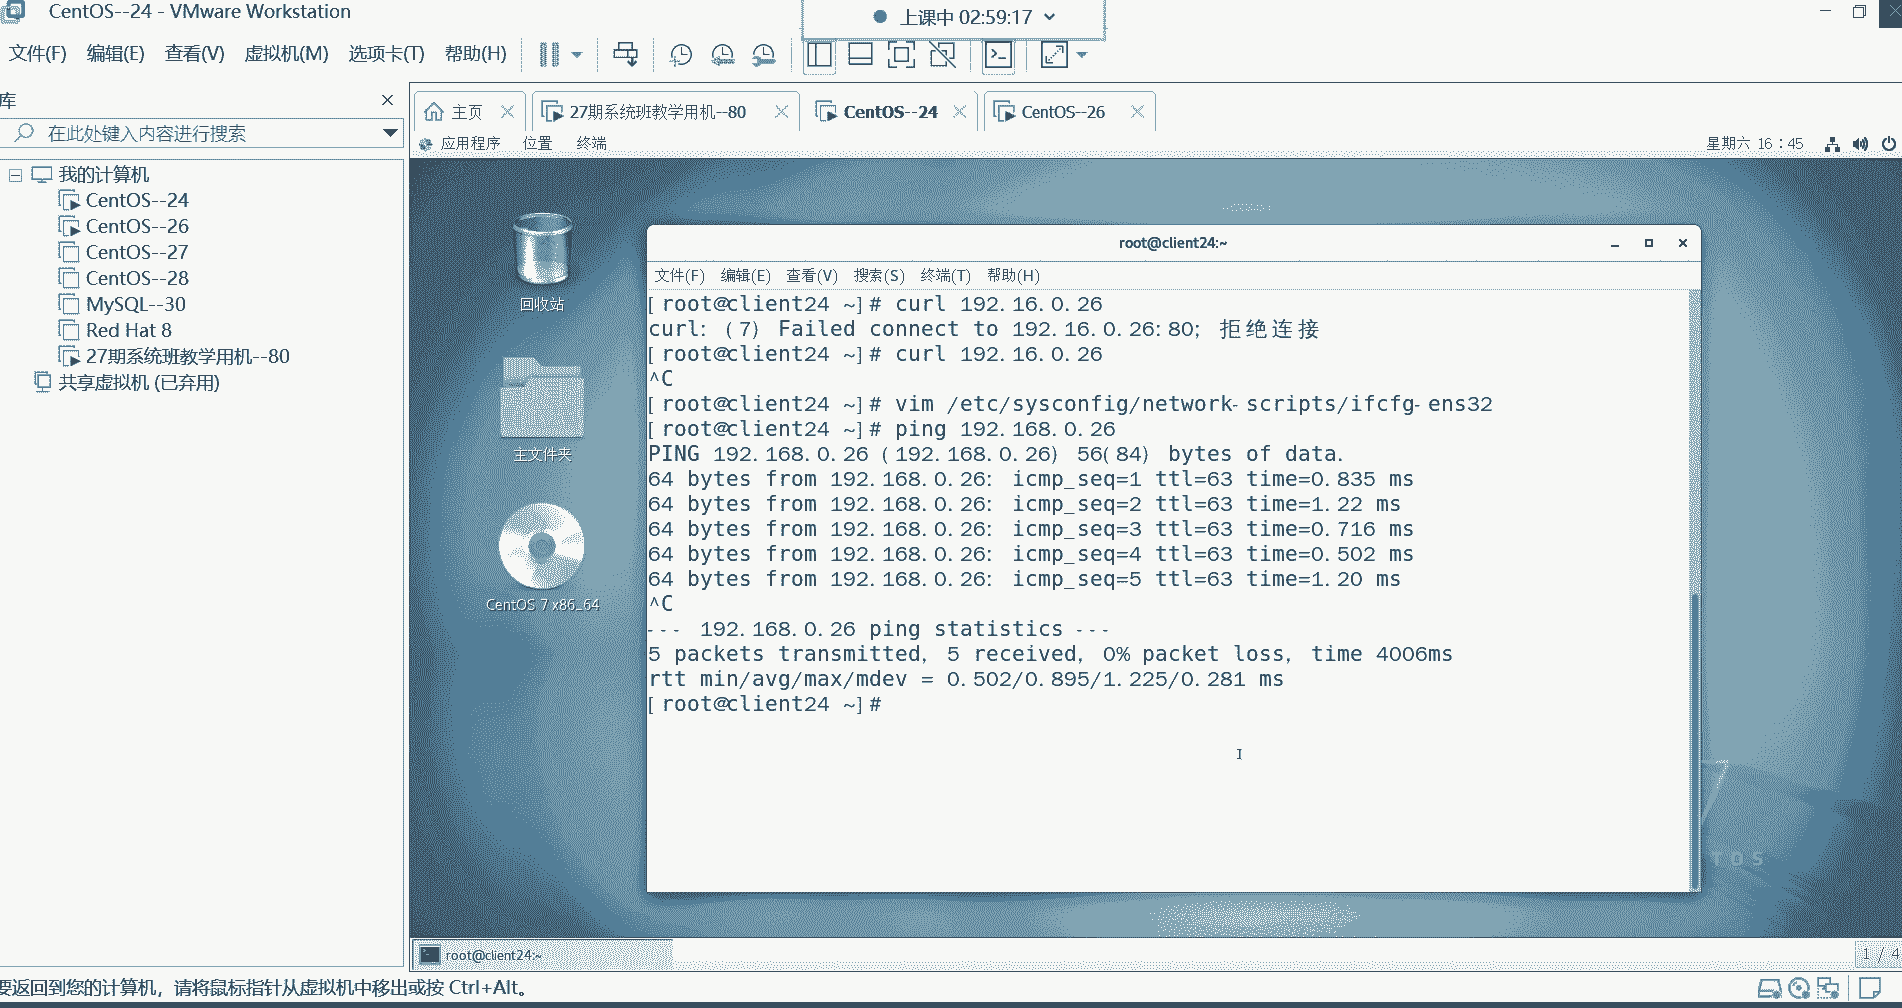 CentOS--24 - VMware Workstation
上课中 02:59:17
文件(F) 编辑(E) 查看(V) 虚拟机(M) 选项卡(T) 帮助(H)
库
在此处键入内容进行搜索
我的计算机
CentOS--24
CentOS--26
CentOS--27
CentOS--28
MySQL--30
Red Hat 8
27期系统班教学用机--80
共享虚拟机 (已弃用)
主页 27期系统班教学用机--80 CentOS--24 CentOS--26
应用程序 位置 终端 星期六 16:45
回收站
主文件夹
CentOS 7 x86_64
root@client24:~
文件(F) 编辑(E) 查看(V) 搜索(S) 终端(T) 帮助(H)
[root@client24 ~]# curl 192.16.0.26
curl: (7) Failed connect to 192.16.0.26:80; 拒绝连接
[root@client24 ~]# curl 192.16.0.26
^C
[root@client24 ~]# vim /etc/sysconfig/network-scripts/ifcfg-ens32
[root@client24 ~]# ping 192.168.0.26
PING 192.168.0.26 (192.168.0.26) 56(84) bytes of data.
64 bytes from 192.168.0.26: icmp_seq=1 ttl=63 time=0.835 ms
64 bytes from 192.168.0.26: icmp_seq=2 ttl=63 time=1.22 ms
64 bytes from 192.168.0.26: icmp_seq=3 ttl=63 time=0.716 ms
64 bytes from 192.168.0.26: icmp_seq=4 ttl=63 time=0.502 ms
64 bytes from 192.168.0.26: icmp_seq=5 ttl=63 time=1.20 ms
^C
--- 192.168.0.26 ping statistics ---
5 packets transmitted, 5 received, 0% packet loss, time 4006ms
rtt min/avg/max/mdev = 0.502/0.895/1.225/0.281 ms
[root@client24 ~]#
TOS
root@client24:~
1 / 4
要返回到您的计算机，请将鼠标指针从虚拟机中移出或按 Ctrl+Alt。